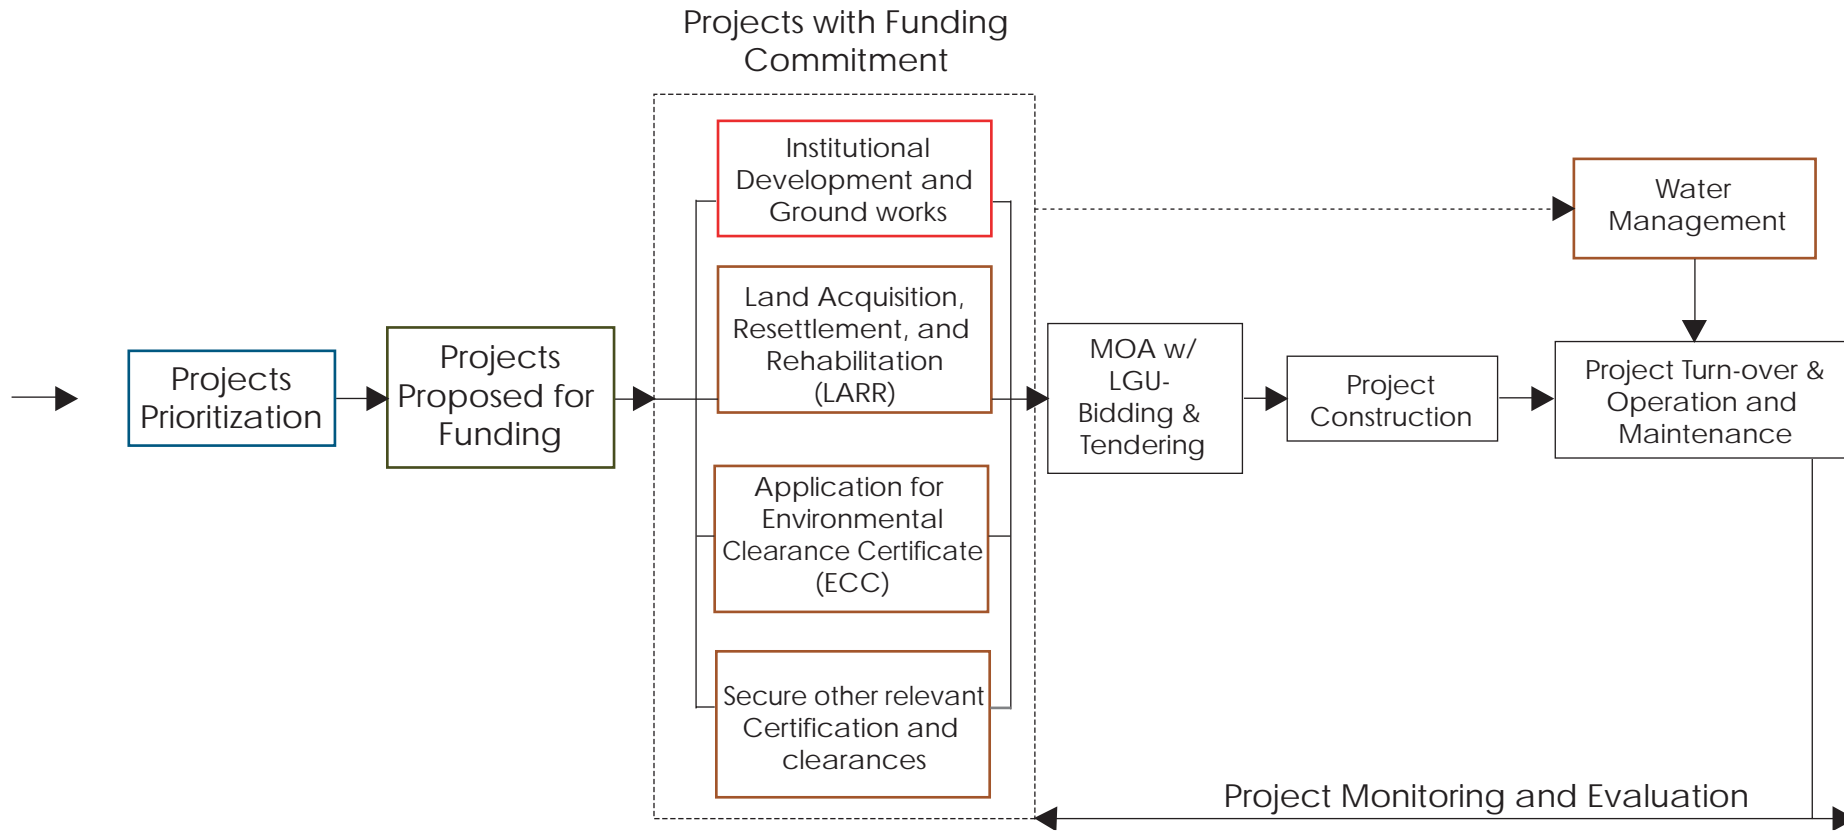 Projects with Funding
Commitment
Institutional
Development and
Ground works
Water
Management
Land Acquisition,
Resettlement, and
Rehabilitation
(LARR)
Projects
Prioritization
Projects
Proposed for
Funding
MOA w/
LGU-
Bidding &
Tendering
Project
Construction
Project Turn-over &
Operation and
Maintenance
Application for
Environmental
Clearance Certificate
(ECC)
Secure other relevant
Certification and
clearances
Project Monitoring and Evaluation